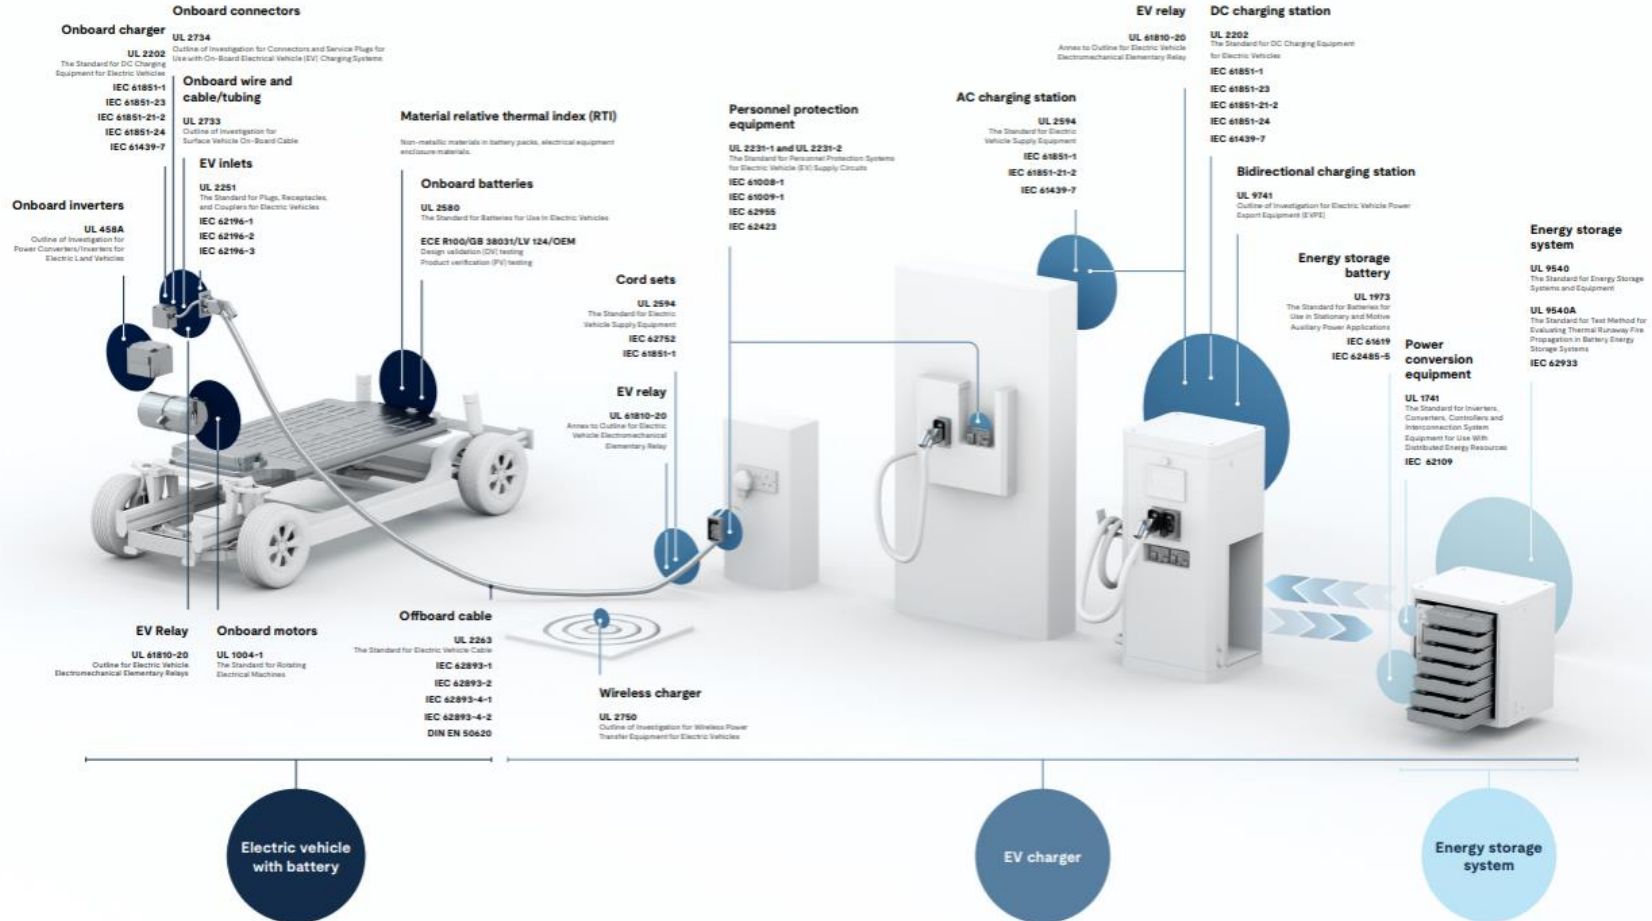 Onboard connectors
UL 2734
Outline of Investigation for Connectors and Service Plugs for
Use with On-Board Electrical Vehicle (EV) Charging Systems
Onboard charger
UL 2202
The Standard for DC Charging
Equipment for Electric Vehicles
IEC 61851-1
IEC 61851-23
IEC 61851-21-2
IEC 61851-24
IEC 61439-7
Onboard wire and
cable/tubing
UL 2733
Outline of Investigation for
Surface Vehicle On-Board Cable
EV inlets
UL 2251
The Standard for Plugs, Receptacles,
and Couplers for Electric Vehicles
IEC 62196-1
IEC 62196-2
IEC 62196-3
Onboard inverters
UL 458A
Outline of Investigation for
Power Converters/Inverters for
Electric Land Vehicles
Material relative thermal index (RTI)
Non-metallic materials in battery packs, electrical equipment
enclosure materials.
Onboard batteries
UL 2580
The Standard for Batteries for Use In Electric Vehicles
ECE R100/GB 38031/LV 124/OEM
Design validation (DV) testing
Product verification (PV) testing
Cord sets
UL 2594
The Standard for Electric
Vehicle Supply Equipment
IEC 62752
IEC 61851-1
EV relay
UL 61810-20
Annex to Outline for Electric
Vehicle Electromechanical
Elementary Relay
Personnel protection
equipment
UL 2231-1 and UL 2231-2
The Standard for Personnel Protection Systems
for Electric Vehicle (EV) Supply Circuits
IEC 61008-1
IEC 61009-1
IEC 62955
IEC 62423
AC charging station
UL 2594
The Standard for Electric
Vehicle Supply Equipment
IEC 61851-1
IEC 61851-21-2
IEC 61439-7
EV relay
UL 61810-20
Annex to Outline for Electric Vehicle
Electromechanical Elementary Relay
DC charging station
UL 2202
The Standard for DC Charging Equipment
for Electric Vehicles
IEC 61851-1
IEC 61851-23
IEC 61851-21-2
IEC 61851-24
IEC 61439-7
Bidirectional charging station
UL 9741
Outline of Investigation for Electric Vehicle Power
Export Equipment (EVPE)
Energy storage
battery
UL 1973
The Standard for Batteries for
Use in Stationary and Motive
Auxiliary Power Applications
IEC 61619
IEC 62485-5
Power
conversion
equipment
UL 1741
The Standard for Inverters,
Converters, Controllers and
Interconnection System
Equipment for Use With
Distributed Energy Resources
IEC 62109
Energy storage
system
UL 9540
The Standard for Energy Storage
Systems and Equipment
UL 9540A
The Standard for Test Method for
Evaluating Thermal Runaway Fire
Propagation in Battery Energy
Storage Systems
IEC 62933
EV Relay
UL 61810-20
Outline for Electric Vehicle
Electromechanical Elementary Relays
Onboard motors
UL 1004-1
The Standard for Rotating
Electrical Machines
Offboard cable
UL 2263
The Standard for Electric Vehicle Cable
IEC 62893-1
IEC 62893-2
IEC 62893-4-1
IEC 62893-4-2
DIN EN 50620
Wireless charger
UL 2750
Outline of Investigation for Wireless Power
Transfer Equipment for Electric Vehicles
Electric vehicle
with battery
EV charger
Energy storage
system